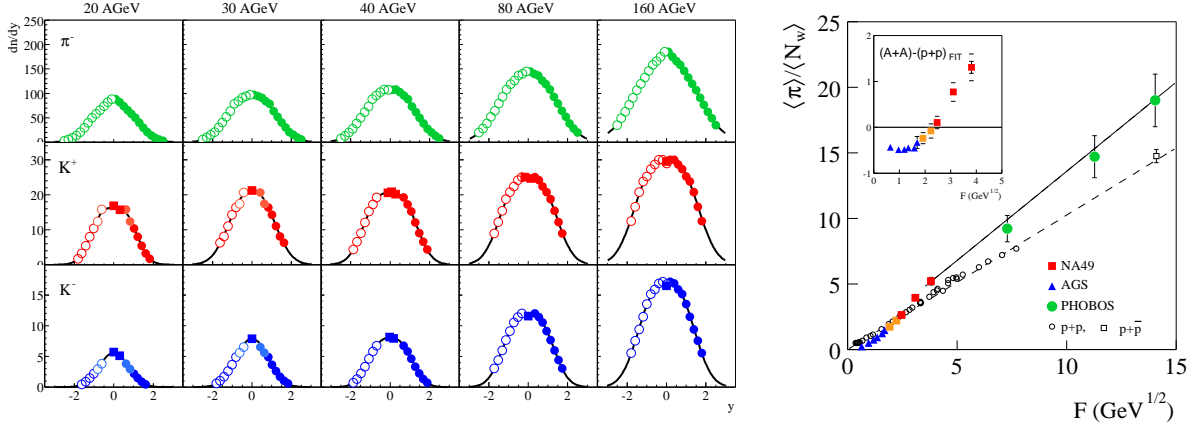 20 AGeV 30 AGeV 40 AGeV 80 AGeV 160 AGeV
dn/dy
250
200
150
100
50
0
π-
30
20
10
0
K+
15
10
5
0
K-
-2 0 2 -2 0 2 -2 0 2 -2 0 2 -2 0 2
y
⟨π⟩/⟨N_w⟩
25
20
15
10
5
0
2
1
0
-1
(A+A)-(p+p) FIT
0 1 2 3 4 5
F (GeV^{1/2})
NA49
AGS
PHOBOS
p+p, p+p̅
0 5 10 15
F (GeV^{1/2})